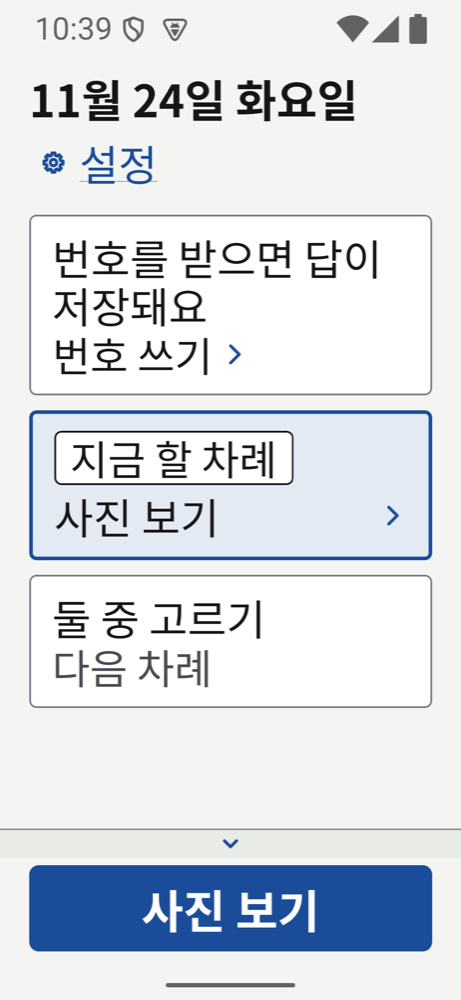 10:39
11월 24일 화요일
설정
번호를 받으면 답이
저장돼요
번호 쓰기
지금 할 차례
사진 보기
둘 중 고르기
다음 차례
사진 보기